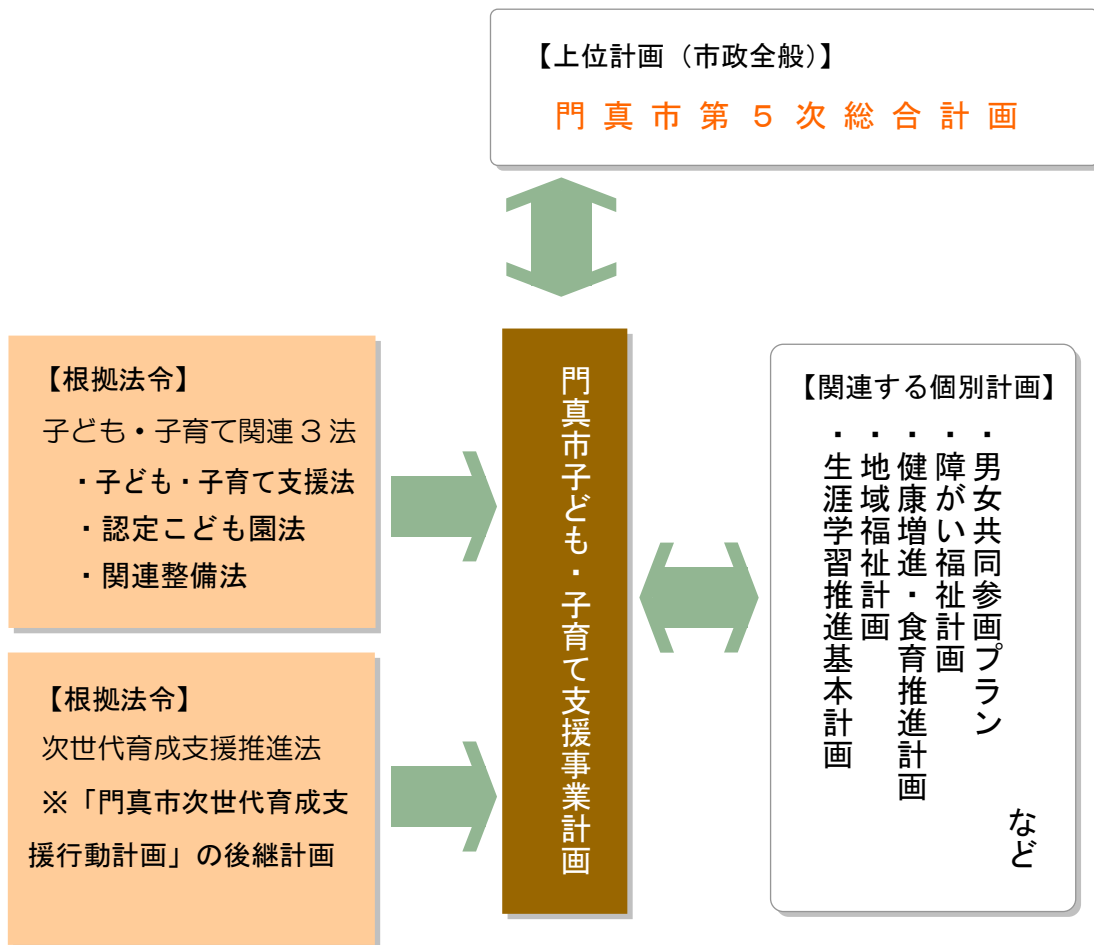 【上位計画（市政全般）】
門真市第５次総合計画
【根拠法令】
子ども・子育て関連３法
・子ども・子育て支援法
・認定こども園法
・関連整備法
【根拠法令】
次世代育成支援推進法
※「門真市次世代育成支
援行動計画」の後継計画
門真市子ども・子育て支援事業計画
【関連する個別計画】
・男女共同参画プラン
・障がい福祉計画
・健康増進・食育推進計画
・地域福祉計画
・生涯学習推進基本計画
など